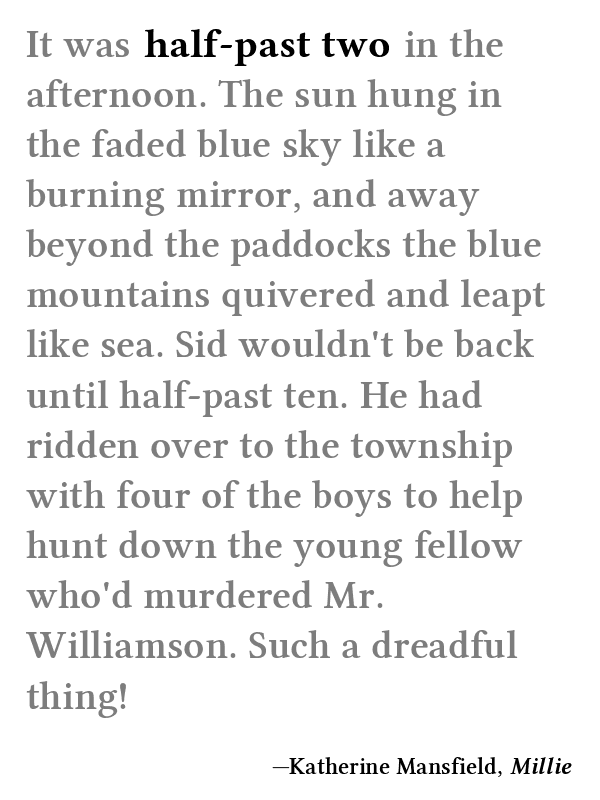 It was half-past two in the
afternoon. The sun hung in
the faded blue sky like a
burning mirror, and away
beyond the paddocks the blue
mountains quivered and leapt
like sea. Sid wouldn't be back
until half-past ten. He had
ridden over to the township
with four of the boys to help
hunt down the young fellow
who'd murdered Mr.
Williamson. Such a dreadful
thing!
—Katherine Mansfield, Millie